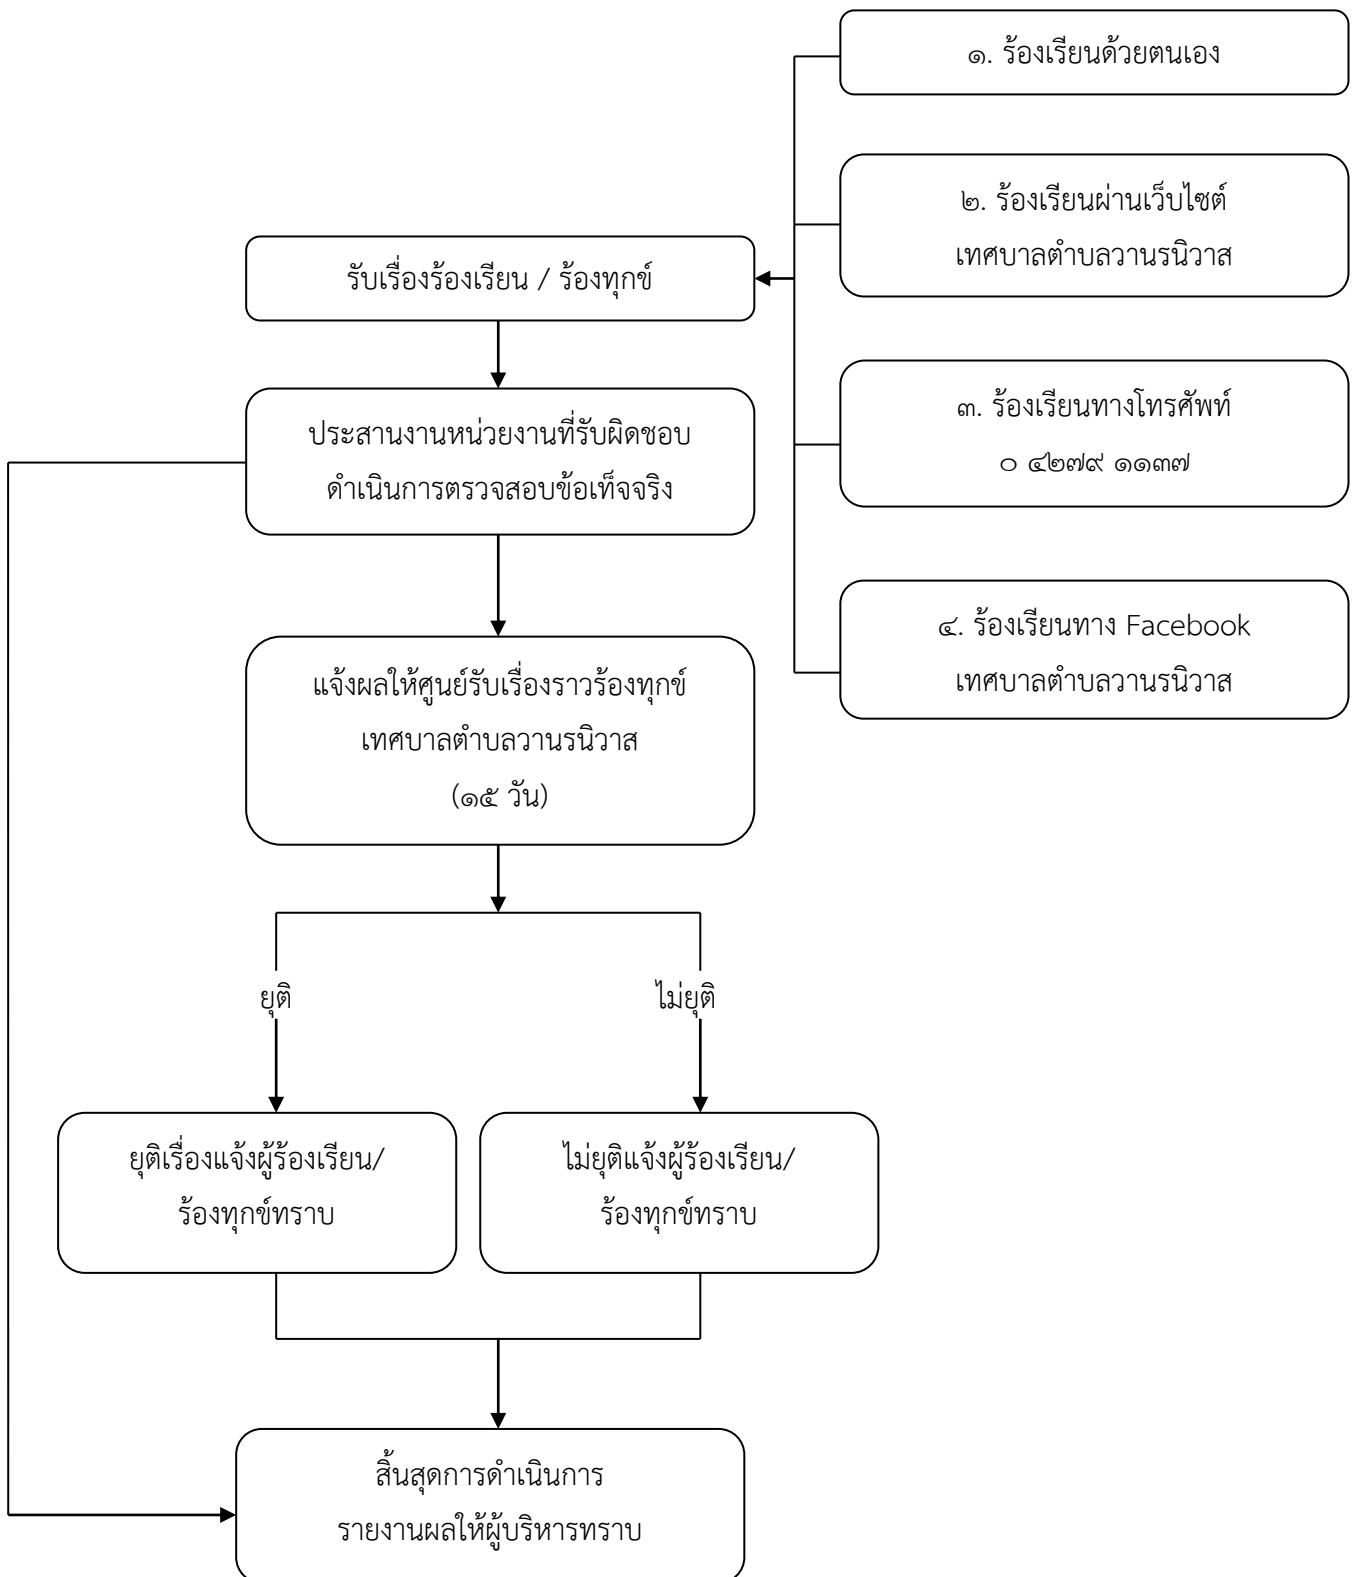 ๑. ร้องเรียนด้วยตนเอง
๒. ร้องเรียนผ่านเว็บไซต์
เทศบาลตำบลวานรนิวาส
๓. ร้องเรียนทางโทรศัพท์
๐ ๔๒๗๙ ๑๑๓๗
๔. ร้องเรียนทาง Facebook
เทศบาลตำบลวานรนิวาส
รับเรื่องร้องเรียน / ร้องทุกข์
ประสานงานหน่วยงานที่รับผิดชอบ
ดำเนินการตรวจสอบข้อเท็จจริง
แจ้งผลให้ศูนย์รับเรื่องราวร้องทุกข์
เทศบาลตำบลวานรนิวาส
(๑๕ วัน)
ยุติ
ไม่ยุติ
ยุติเรื่องแจ้งผู้ร้องเรียน/
ร้องทุกข์ทราบ
ไม่ยุติแจ้งผู้ร้องเรียน/
ร้องทุกข์ทราบ
สิ้นสุดการดำเนินการ
รายงานผลให้ผู้บริหารทราบ